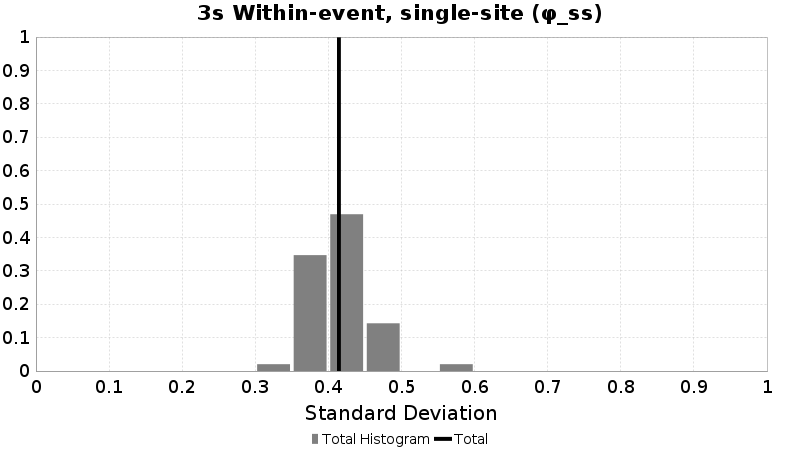 3s Within-event, single-site (φ_ss)
1
0.9
0.8
0.7
0.6
0.5
0.4
0.3
0.2
0.1
0
0 0.1 0.2 0.3 0.4 0.5 0.6 0.7 0.8 0.9 1
Standard Deviation
Total Histogram Total